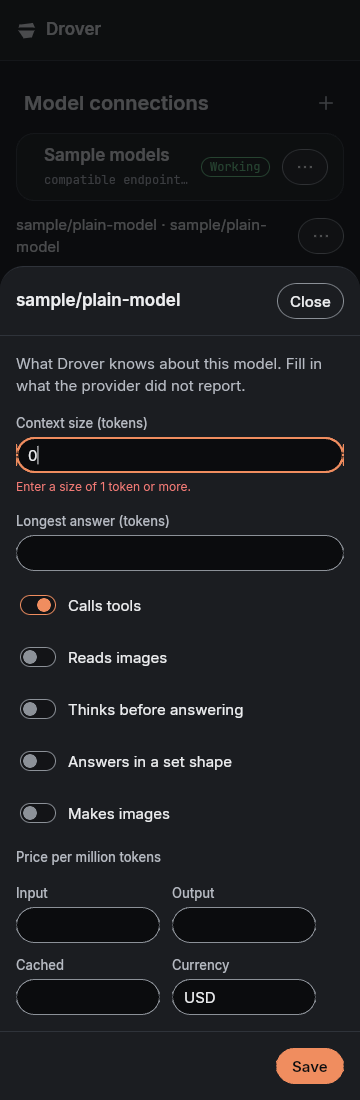 Drover
Model connections
Sample models
compatible endpoint…
Working
sample/plain-model · sample/plain-
model
sample/plain-model
Close
What Drover knows about this model. Fill in
what the provider did not report.
Context size (tokens)
0
Enter a size of 1 token or more.
Longest answer (tokens)
Calls tools
Reads images
Thinks before answering
Answers in a set shape
Makes images
Price per million tokens
Input
Output
Cached
Currency
USD
Save